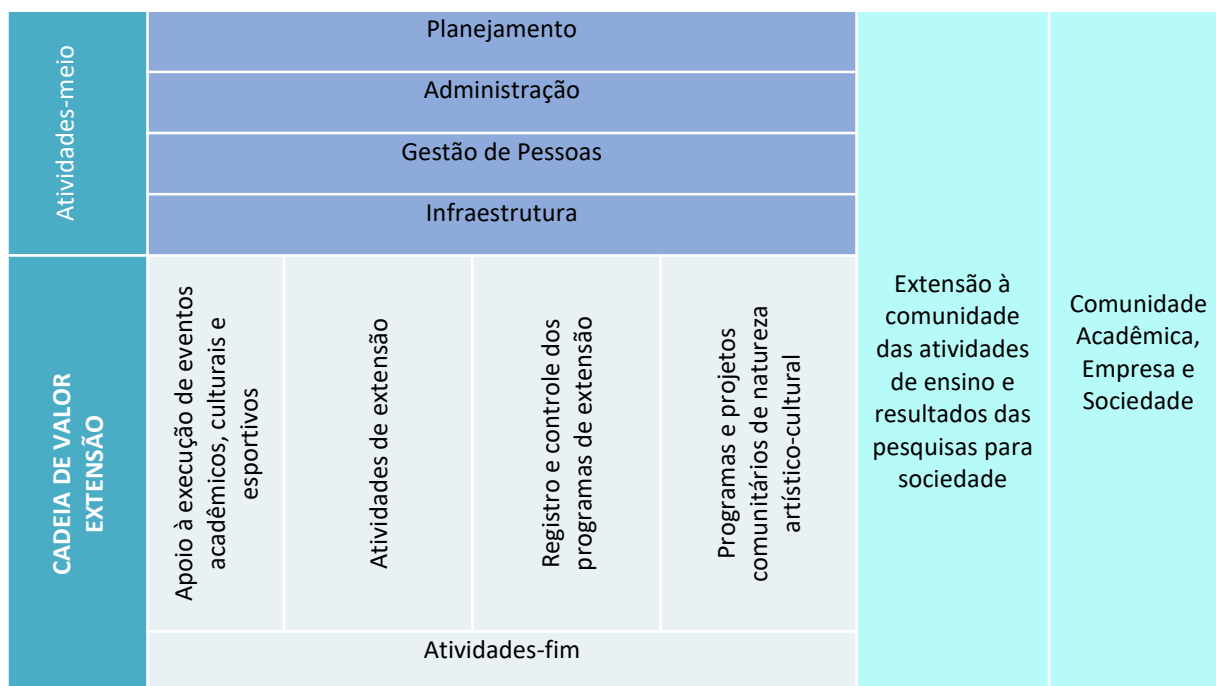 Atividades-meio
Planejamento
Administração
Gestão de Pessoas
Infraestrutura
CADEIA DE VALOR
EXTENSÃO
Apoio à execução de eventos
acadêmicos, culturais e
esportivos
Atividades de extensão
Registro e controle dos
programas de extensão
Programas e projetos
comunitários de natureza
artístico-cultural
Atividades-fim
Extensão à
comunidade
das atividades
de ensino e
resultados das
pesquisas para
sociedade
Comunidade
Acadêmica,
Empresa e
Sociedade